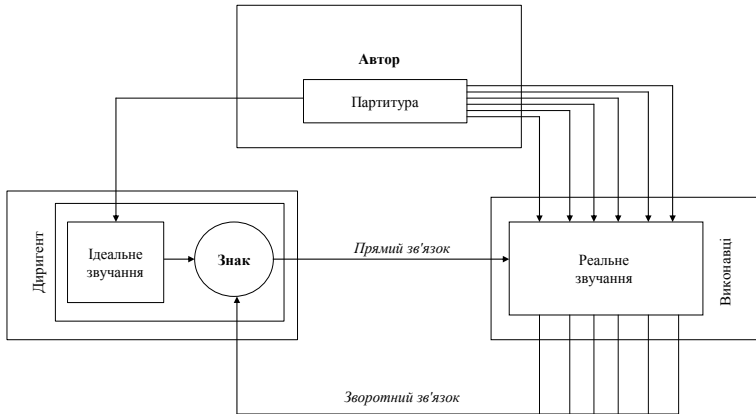 Автор
Партитура
Диригент
Ідеальне
звучання
Знак
Прямий зв'язок
Реальне
звучання
Виконавці
Зворотний зв'язок